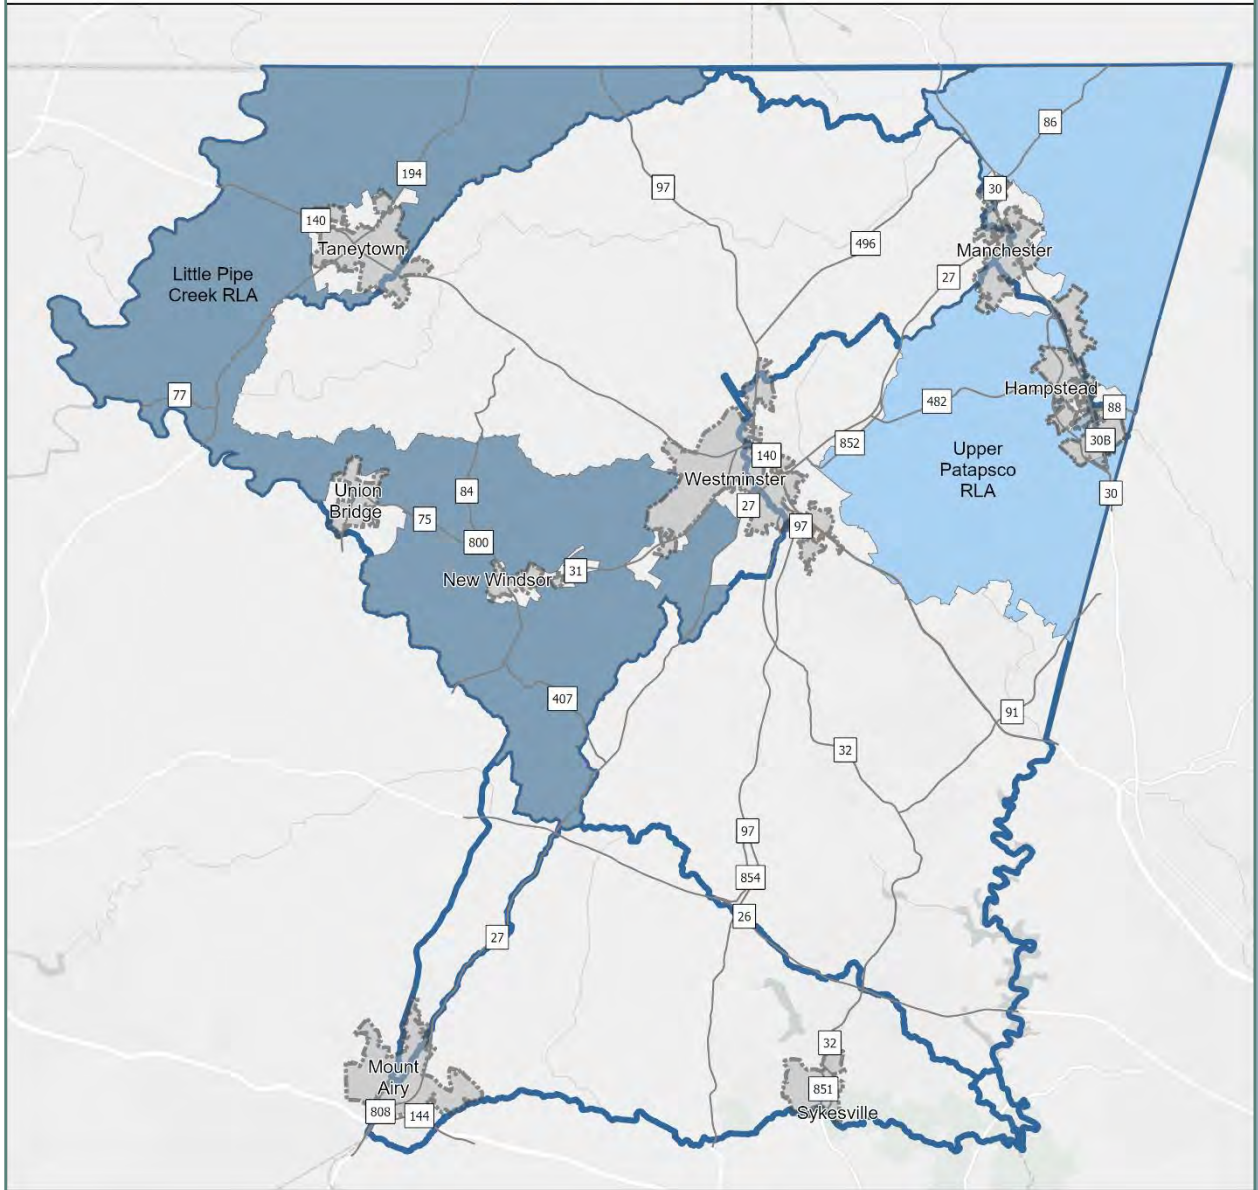 86
194
30
97
140
Taneytown
496
Manchester
27
Little Pipe
Creek RLA
77
Hampstead
482
88
852
30B
Upper
Patapsco
RLA
140
Westminster
Union
Bridge
84
30
27
75
97
800
31
New Windsor
407
91
32
97
854
26
27
32
Mount
Airy
851
808
144
Sykesville